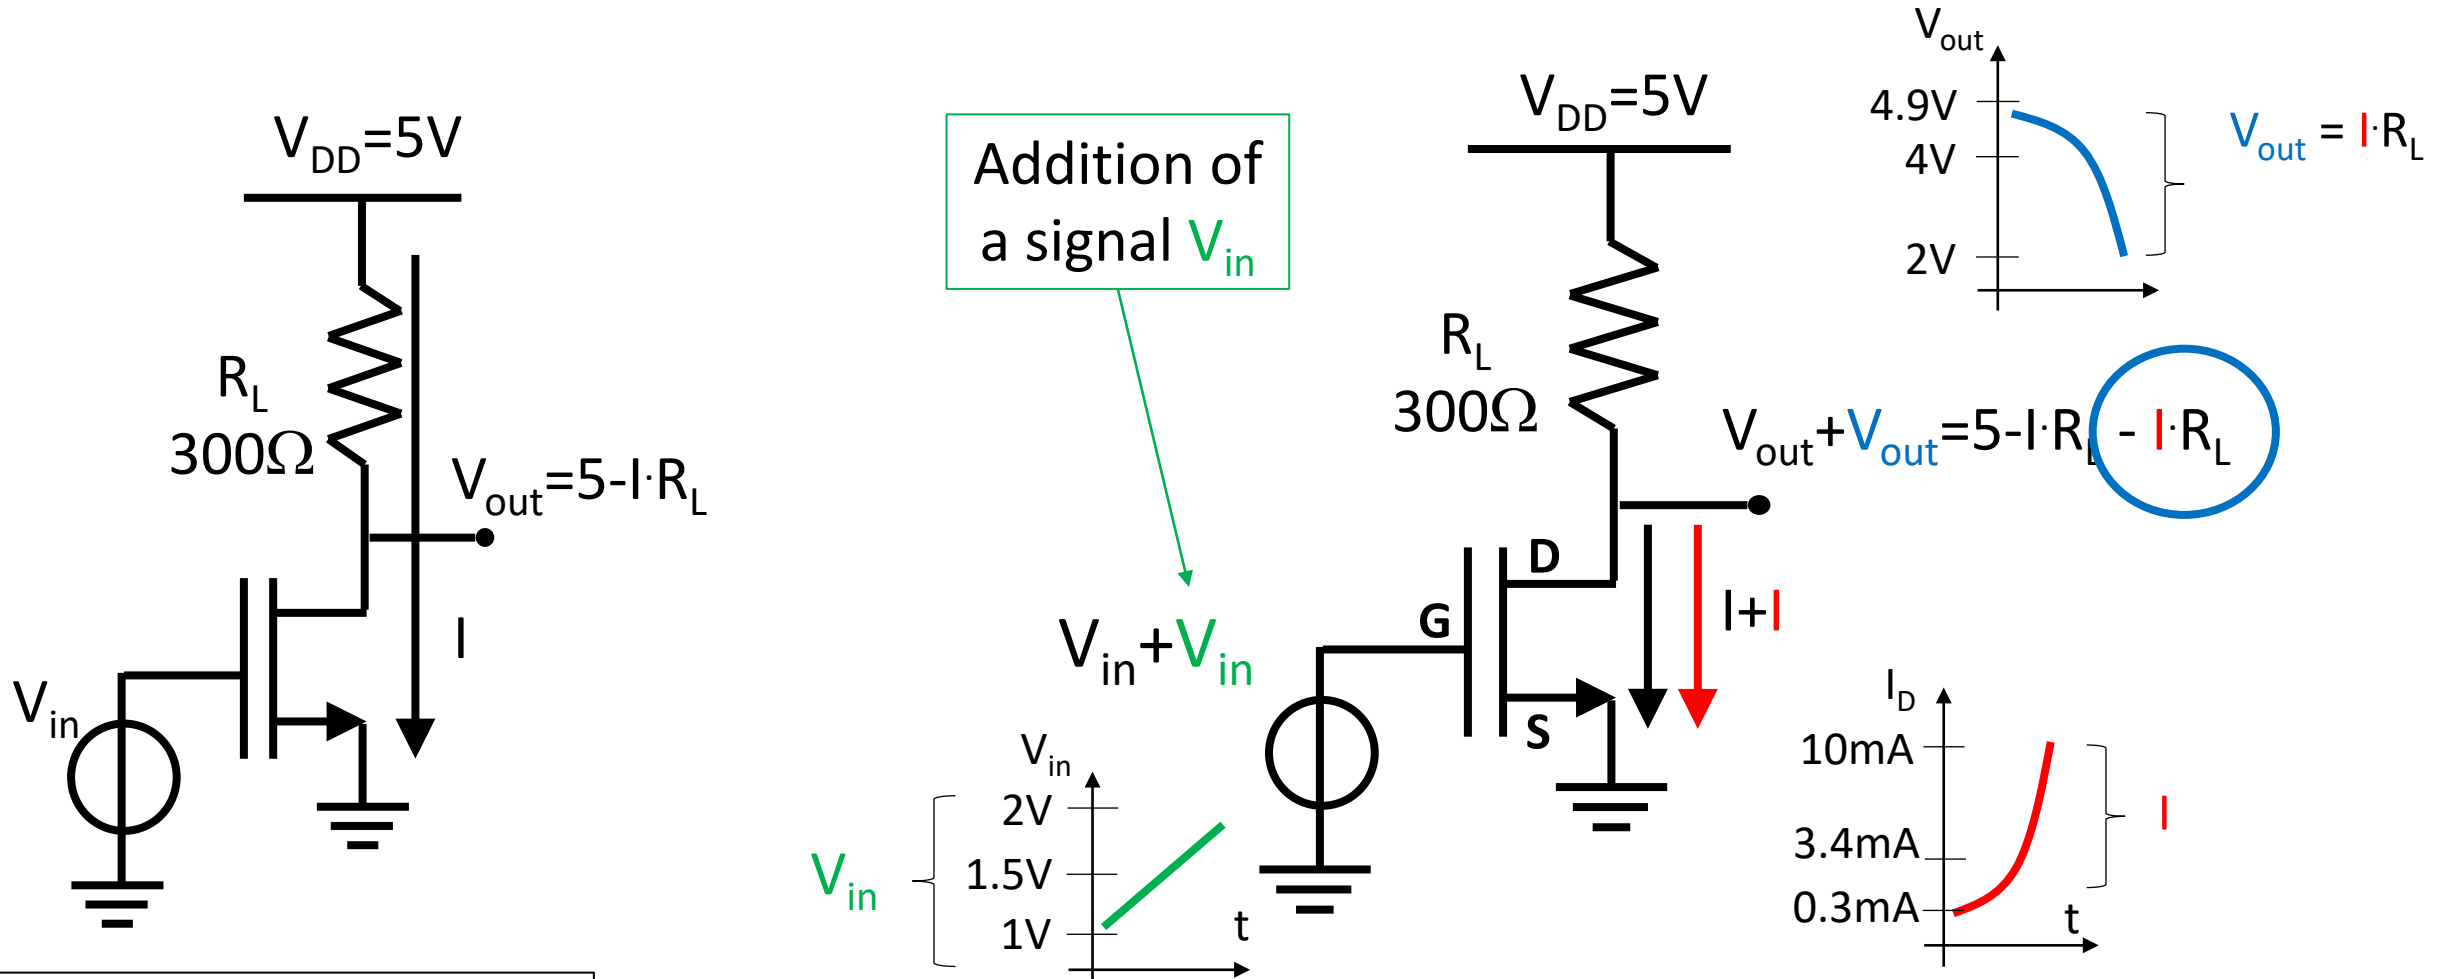 V_DD=5V
R_L
300Ω
V_out=5-I·R_L
I
V_in
Addition of
a signal V_in
V_DD=5V
R_L
300Ω
V_out+V_out=5-I·R_L - I·R_L
D
G
S
I+I
V_in+V_in
V_in
2V
1.5V
1V
t
V_in
V_out
4.9V
4V
2V
V_out = I·R_L
I_D
10mA
3.4mA
0.3mA
t
I